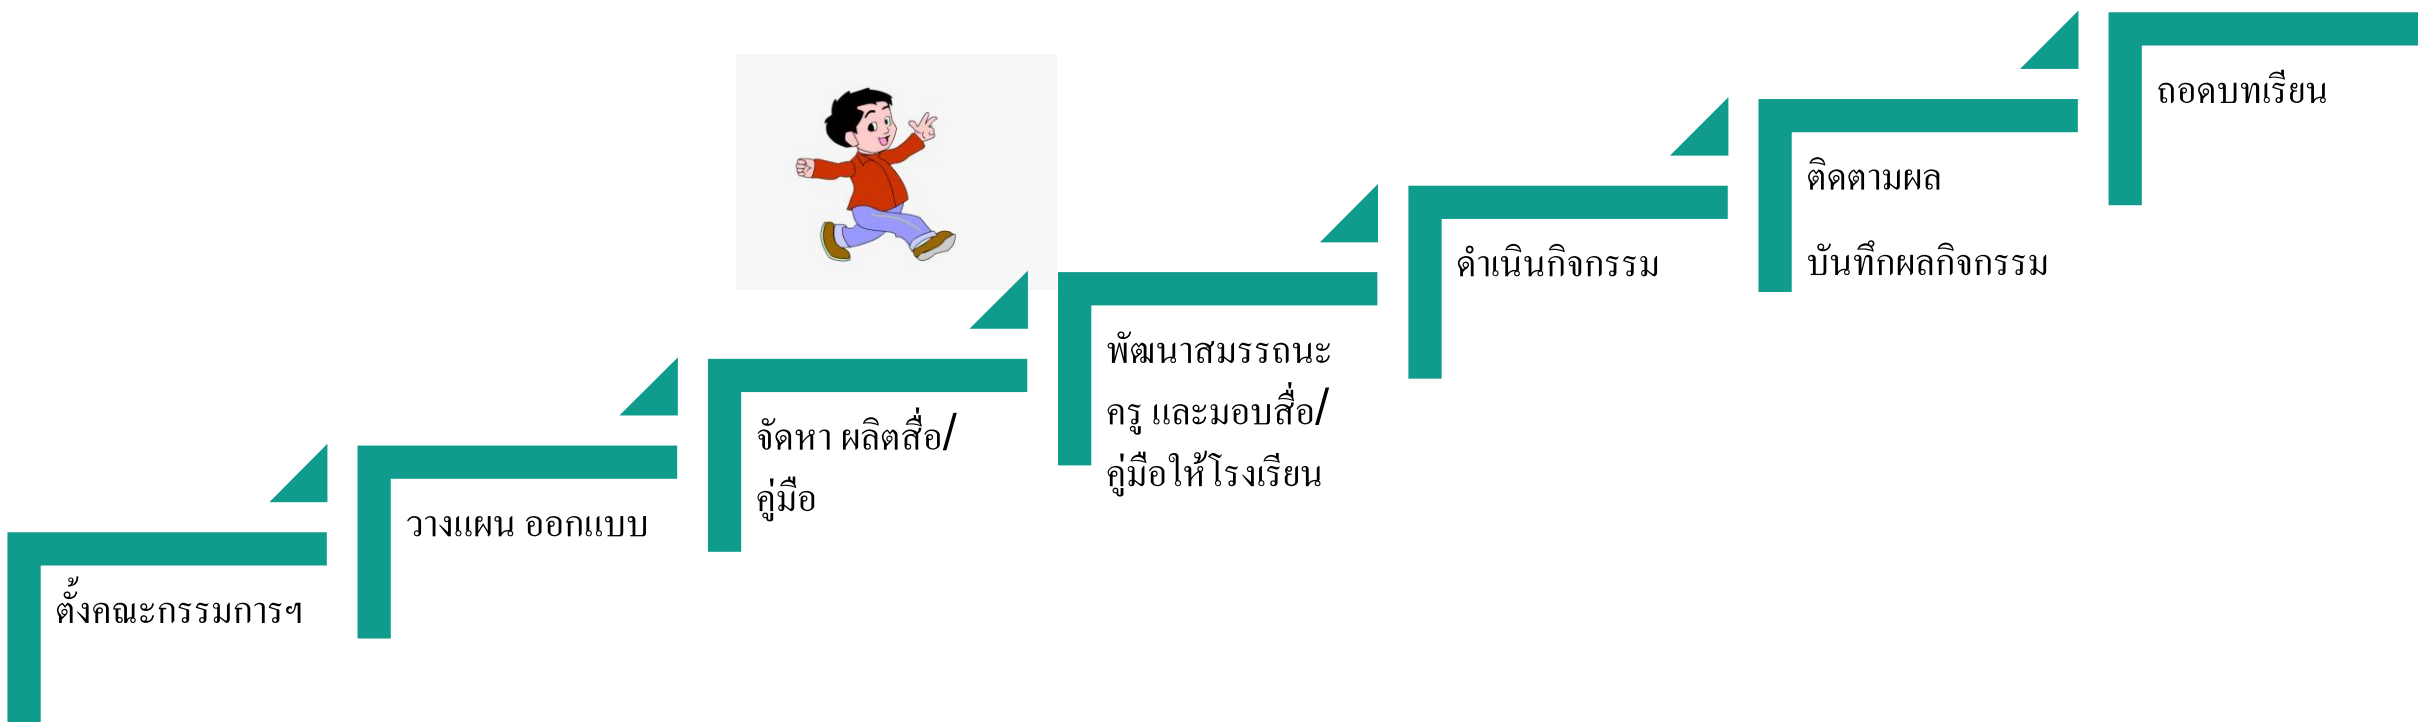 ตั้งคณะกรรมการฯ
วางแผน ออกแบบ
จัดหา ผลิตสื่อ/
คู่มือ
พัฒนาสมรรถนะ
ครู และมอบสื่อ/
คู่มือให้โรงเรียน
ดำเนินกิจกรรม
ติดตามผล
บันทึกผลกิจกรรม
ถอดบทเรียน